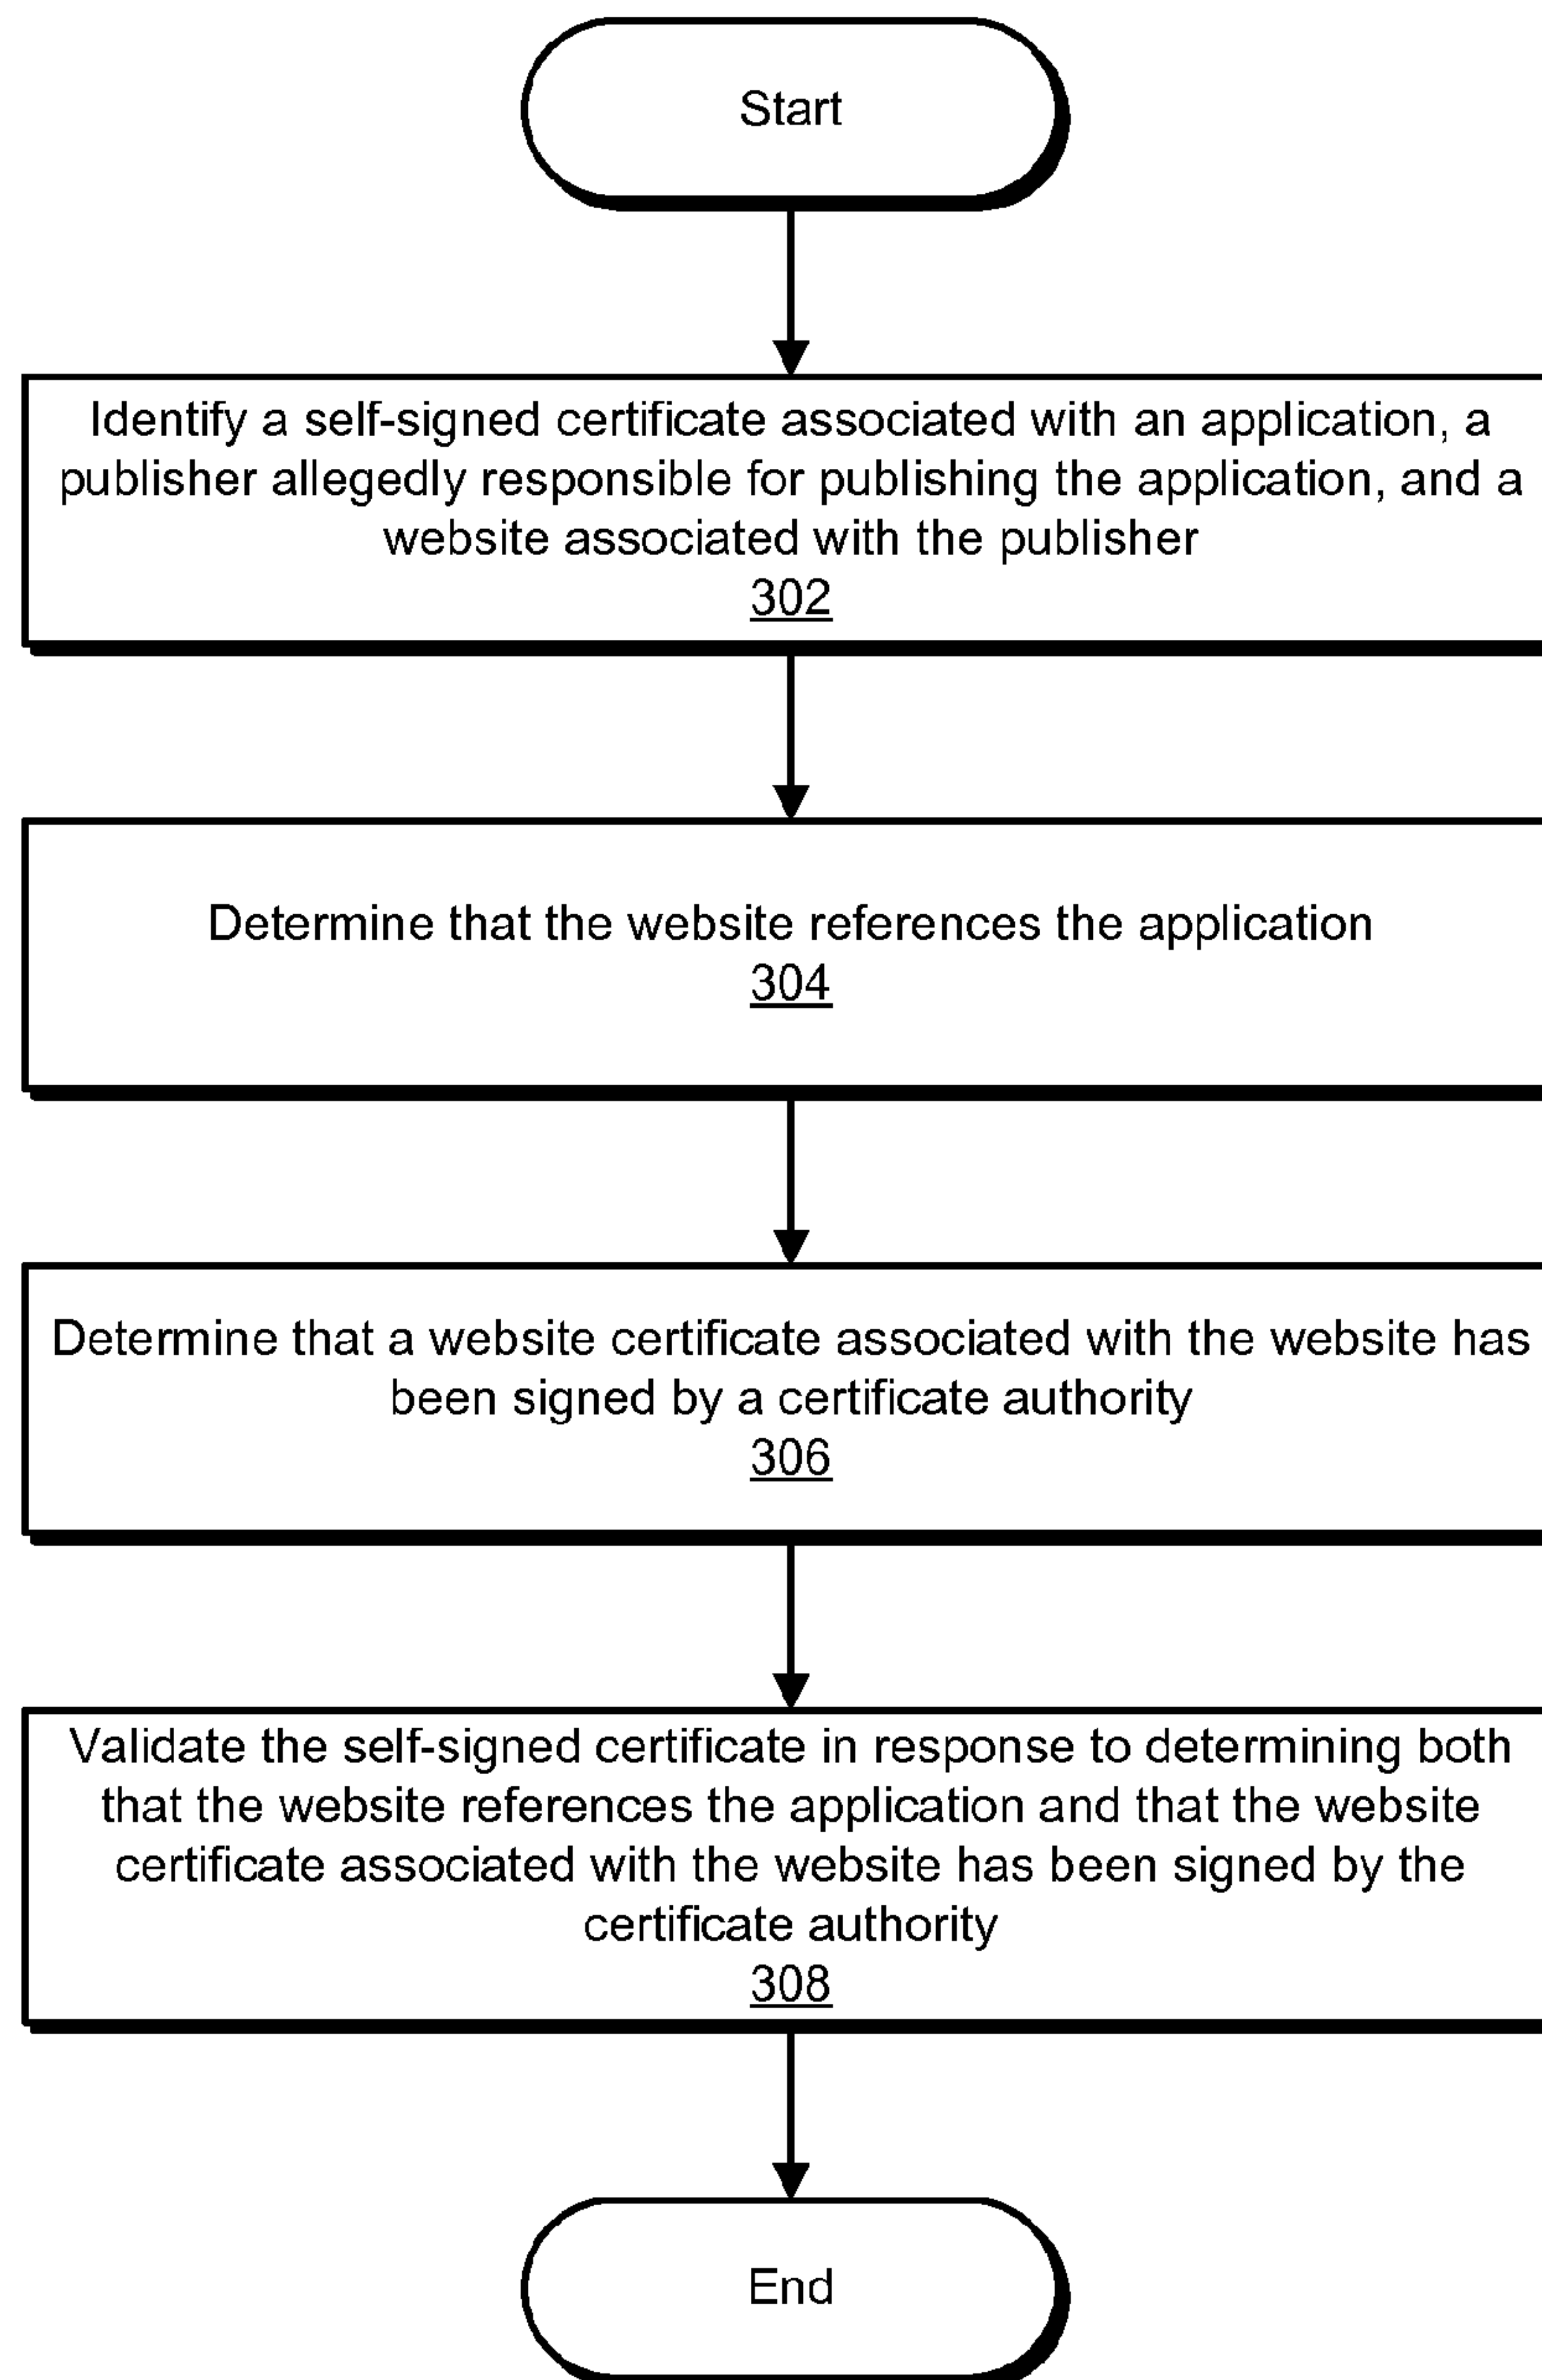 Start
Identify a self-signed certificate associated with an application, a
publisher allegedly responsible for publishing the application, and a
website associated with the publisher
302
Determine that the website references the application
304
Determine that a website certificate associated with the website has
been signed by a certificate authority
306
Validate the self-signed certificate in response to determining both
that the website references the application and that the website
certificate associated with the website has been signed by the
certificate authority
308
End